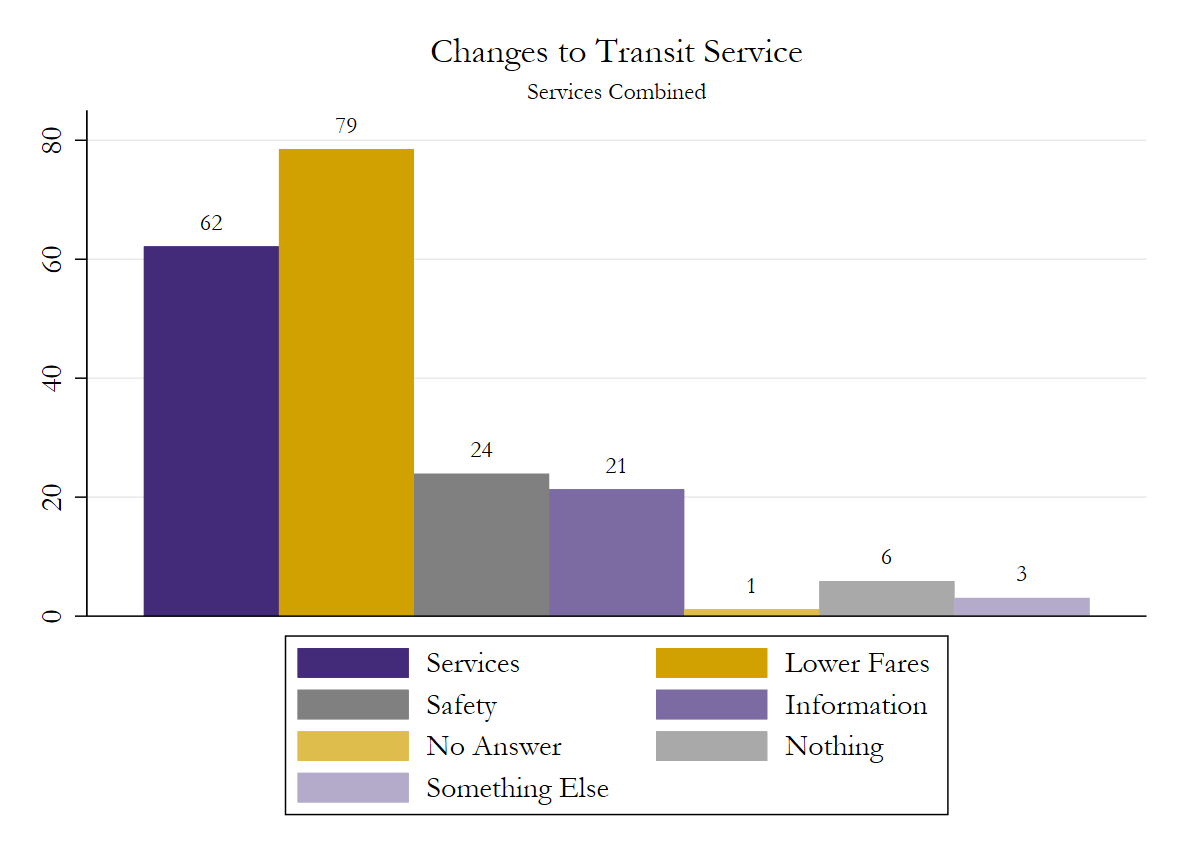 Changes to Transit Service
Services Combined
80
60
40
20
0
62
79
24
21
1
6
3
Services
Lower Fares
Safety
Information
No Answer
Nothing
Something Else